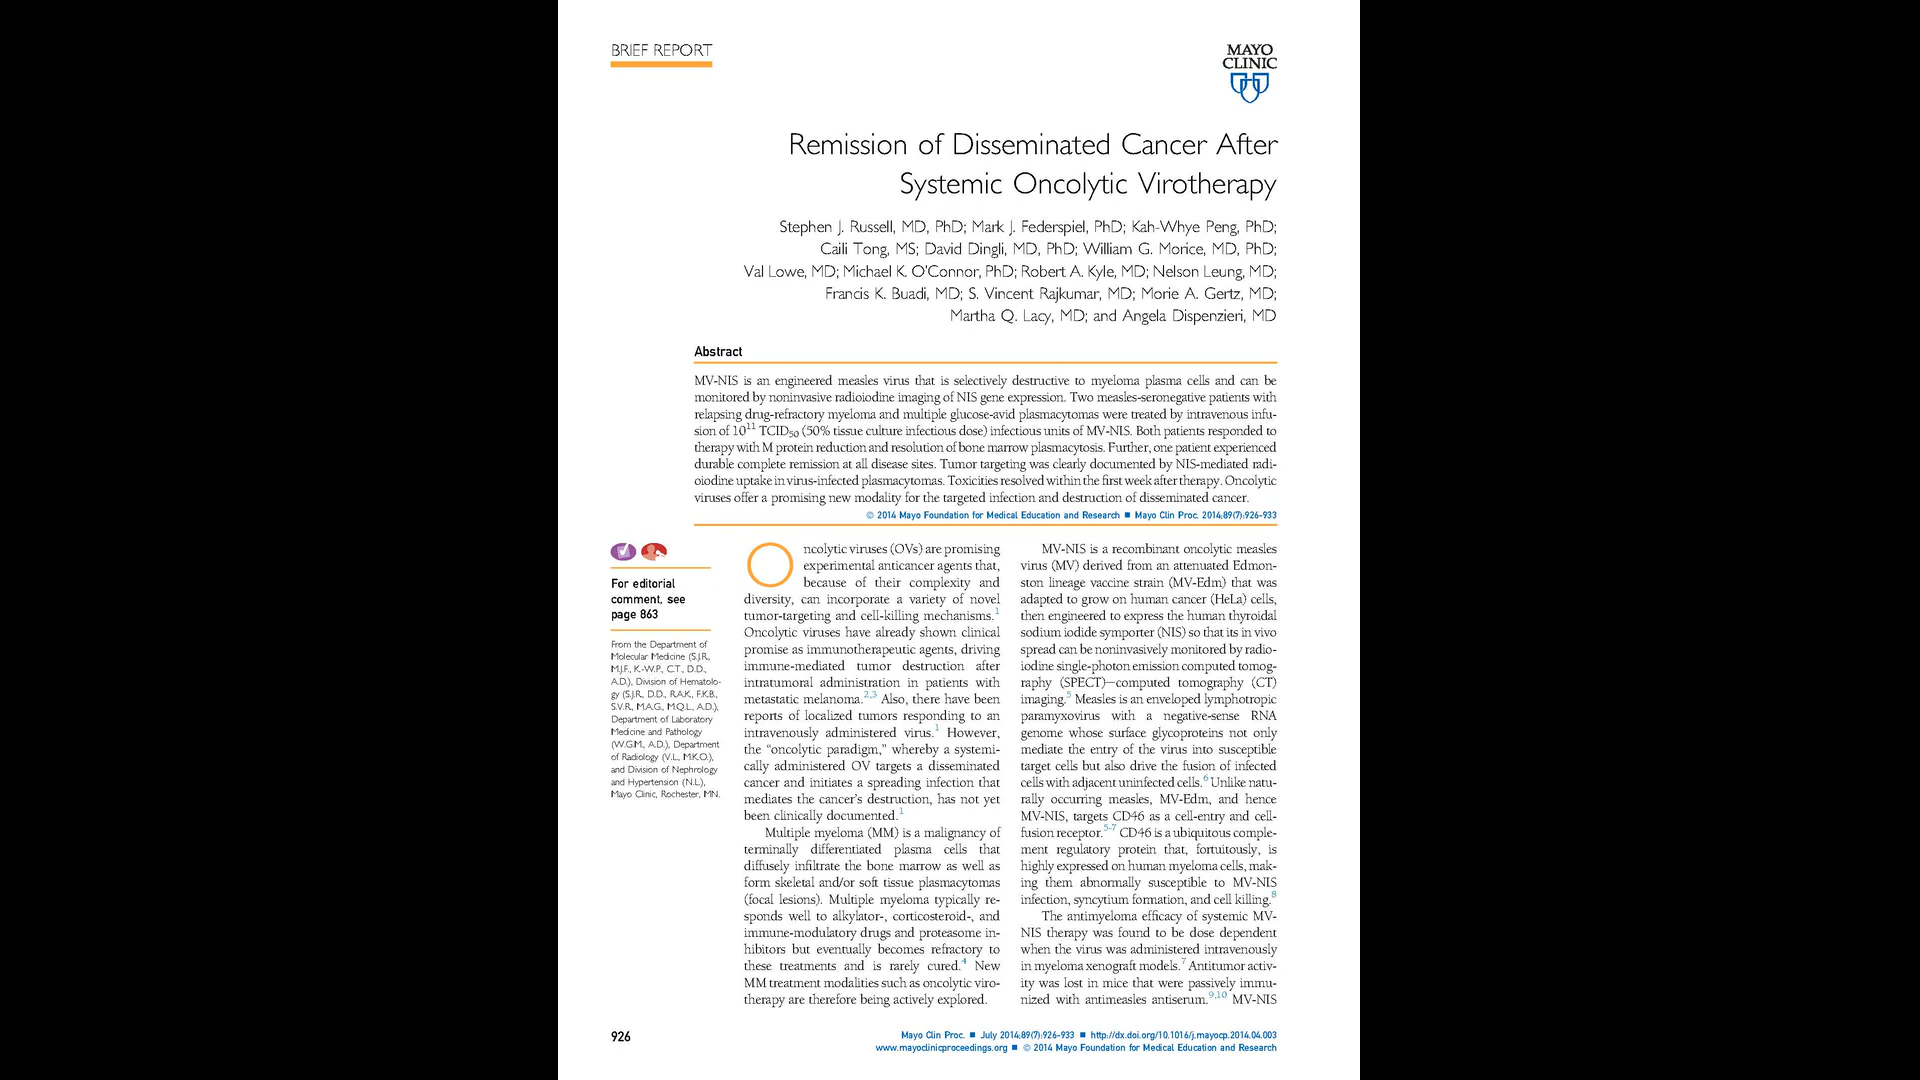 BRIEF REPORT
MAYO
CLINIC
Remission of Disseminated Cancer After
Systemic Oncolytic Virotherapy
Stephen J. Russell, MD, PhD; Mark J. Federspiel, PhD; Kah-Whye Peng, PhD;
Caili Tong, MS; David Dingli, MD, PhD; William G. Morice, MD, PhD;
Val Lowe, MD; Michael K. O'Connor, PhD; Robert A. Kyle, MD; Nelson Leung, MD;
Francis K. Buadi, MD; S. Vincent Rajkumar, MD; Morie A. Gertz, MD;
Martha Q. Lacy, MD; and Angela Dispenzieri, MD
Abstract
MV-NIS is an engineered measles virus that is selectively destructive to myeloma plasma cells and can be
monitored by noninvasive radioiodine imaging of NIS gene expression. Two measles-seronegative patients with
relapsing drug-refractory myeloma and multiple glucose-avid plasmacytomas were treated by intravenous infu-
sion of 10¹¹ TCID₅₀ (50% tissue culture infectious dose) infectious units of MV-NIS. Both patients responded to
therapy with M protein reduction and resolution of bone marrow plasmacytosis. Further, one patient experienced
durable complete remission at all disease sites. Tumor targeting was clearly documented by NIS-mediated radi-
oiodine uptake in virus-infected plasmacytomas. Toxicities resolved within the first week after therapy. Oncolytic
viruses offer a promising new modality for the targeted infection and destruction of disseminated cancer.
© 2014 Mayo Foundation for Medical Education and Research ■ Mayo Clin Proc. 2014;89(7):926-933
For editorial
comment, see
page 863
From the Department of
Molecular Medicine (S.J.R.,
M.J.F., K.-W.P., C.T., D.D.,
A.D.), Division of Hematolo-
gy (S.J.R., D.D., R.A.K., F.K.B.,
S.V.R., M.A.G., M.Q.L., A.D.),
Department of Laboratory
Medicine and Pathology
(W.G.M., A.D.), Department
of Radiology (V.L., M.K.O.),
and Division of Nephrology
and Hypertension (N.L.),
Mayo Clinic, Rochester, MN.
Oncolytic viruses (OVs) are promising
experimental anticancer agents that,
because of their complexity and
diversity, can incorporate a variety of novel
tumor-targeting and cell-killing mechanisms.¹
Oncolytic viruses have already shown clinical
promise as immunotherapeutic agents, driving
immune-mediated tumor destruction after
intratumoral administration in patients with
metastatic melanoma.²,³ Also, there have been
reports of localized tumors responding to an
intravenously administered virus.¹ However,
the “oncolytic paradigm,” whereby a systemi-
cally administered OV targets a disseminated
cancer and initiates a spreading infection that
mediates the cancer's destruction, has not yet
been clinically documented.¹
Multiple myeloma (MM) is a malignancy of
terminally differentiated plasma cells that
diffusely infiltrate the bone marrow as well as
form skeletal and/or soft tissue plasmacytomas
(focal lesions). Multiple myeloma typically re-
sponds well to alkylator-, corticosteroid-, and
immune-modulatory drugs and proteasome in-
hibitors but eventually becomes refractory to
these treatments and is rarely cured.⁴ New
MM treatment modalities such as oncolytic viro-
therapy are therefore being actively explored.
MV-NIS is a recombinant oncolytic measles
virus (MV) derived from an attenuated Edmon-
ston lineage vaccine strain (MV-Edm) that was
adapted to grow on human cancer (HeLa) cells,
then engineered to express the human thyroidal
sodium iodide symporter (NIS) so that its in vivo
spread can be noninvasively monitored by radio-
iodine single-photon emission computed tomog-
raphy (SPECT)—computed tomography (CT)
imaging.⁵ Measles is an enveloped lymphotropic
paramyxovirus with a negative-sense RNA
genome whose surface glycoproteins not only
mediate the entry of the virus into susceptible
target cells but also drive the fusion of infected
cells with adjacent uninfected cells.⁶ Unlike natu-
rally occurring measles, MV-Edm, and hence
MV-NIS, targets CD46 as a cell-entry and cell-
fusion receptor.⁵⁻⁷ CD46 is a ubiquitous comple-
ment regulatory protein that, fortuitously, is
highly expressed on human myeloma cells, mak-
ing them abnormally susceptible to MV-NIS
infection, syncytium formation, and cell killing.⁸
The antimyeloma efficacy of systemic MV-
NIS therapy was found to be dose dependent
when the virus was administered intravenously
in myeloma xenograft models.⁷ Antitumor activ-
ity was lost in mice that were passively immu-
nized with antimeasles antiserum.⁹,¹⁰ MV-NIS
926
Mayo Clin Proc. ■ July 2014;89(7):926-933 ■ http://dx.doi.org/10.1016/j.mayocp.2014.04.003
www.mayoclinicproceedings.org ■ © 2014 Mayo Foundation for Medical Education and Research